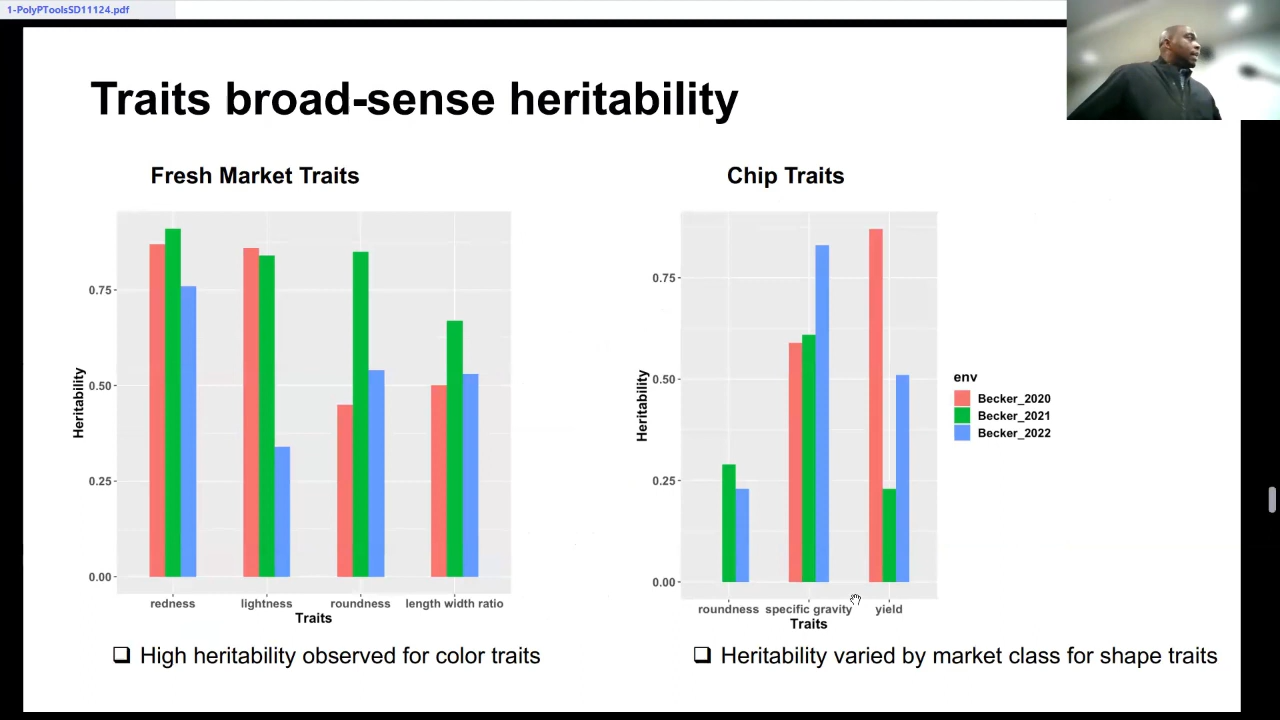 1-PolyPToolsSD11124.pdf
Traits broad-sense heritability
Fresh Market Traits
Heritability
0.75
0.50
0.25
0.00
redness lightness roundness length width ratio
Traits
❑ High heritability observed for color traits
Chip Traits
Heritability
0.75
0.50
0.25
0.00
roundness specific gravity yield
Traits
env
Becker_2020
Becker_2021
Becker_2022
❑ Heritability varied by market class for shape traits